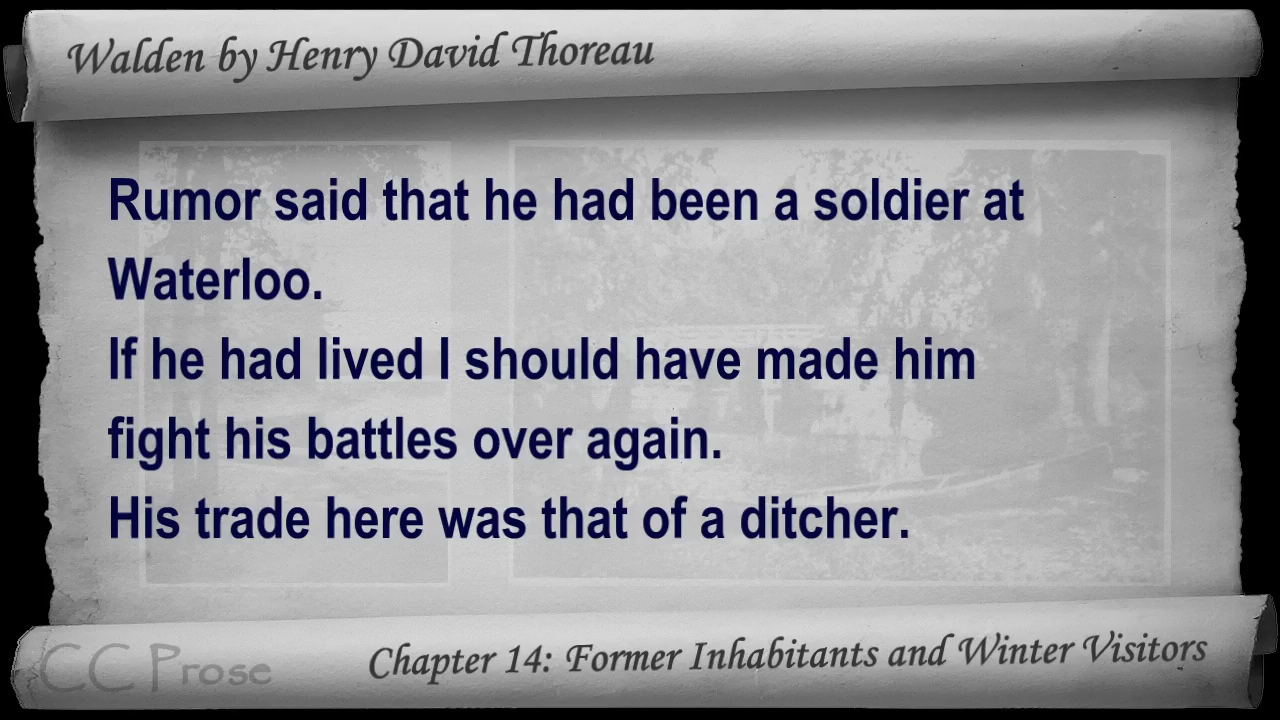 Walden by Henry David Thoreau
Rumor said that he had been a soldier at
Waterloo.
If he had lived I should have made him
fight his battles over again.
His trade here was that of a ditcher.
CC Prose
Chapter 14: Former Inhabitants and Winter Visitors